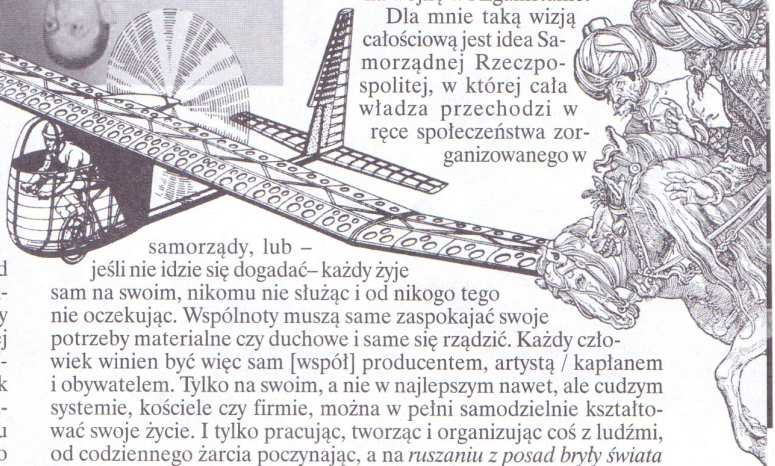 na wojnę w Afganistanie.
Dla mnie taką wizją
całościową jest idea Sa-
morządnej Rzeczpo-
spolitej, w której cała
władza przechodzi w
ręce społeczeństwa zor-
ganizowanego w
samorządy, lub –
jeśli nie idzie się dogadać– każdy żyje
sam na swoim, nikomu nie służąc i od nikogo tego
nie oczekując. Wspólnoty muszą same zaspokajać swoje
potrzeby materialne czy duchowe i same się rządzić. Każdy czło-
wiek winien być więc sam [współ] producentem, artystą / kapłanem
i obywatelem. Tylko na swoim, a nie w najlepszym nawet, ale cudzym
systemie, kościele czy firmie, można w pełni samodzielnie kształto-
wać swoje życie. I tylko pracując, tworząc i organizując coś z ludźmi,
od codziennego żarcia poczynając, a na ruszaniu z posad bryły świata